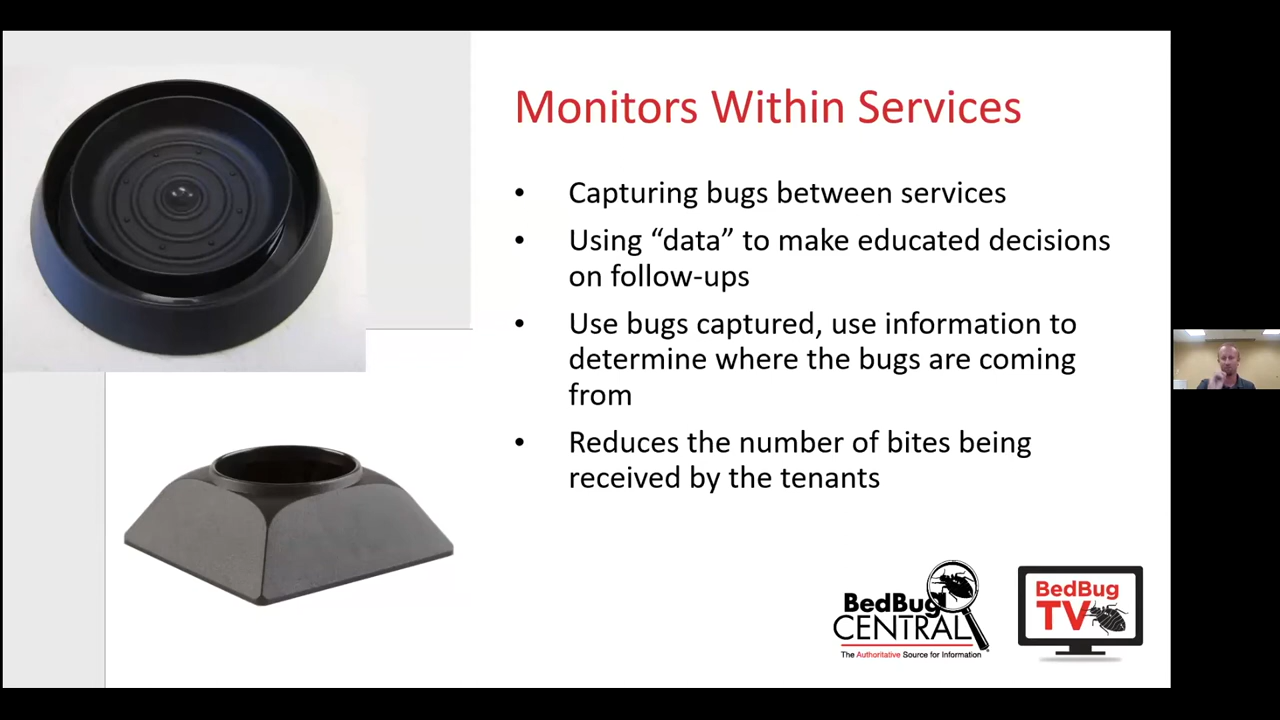 Monitors Within Services
• Capturing bugs between services
• Using “data” to make educated decisions
on follow-ups
• Use bugs captured, use information to
determine where the bugs are coming
from
• Reduces the number of bites being
received by the tenants
BedBug
CENTRAL
The Authoritative Source for Information
BedBug
TV